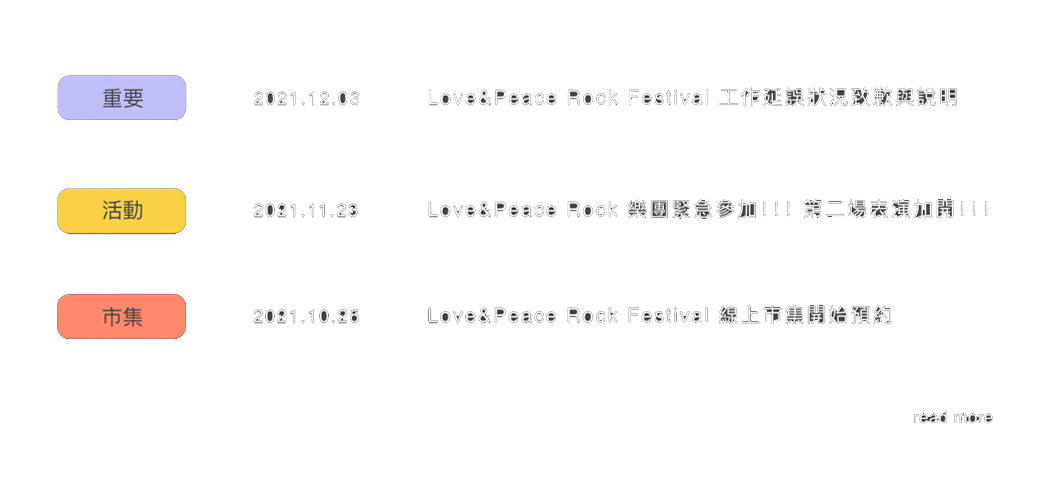 重要 2021.12.03 Love&Peace Rock Festival 工作延誤狀況致歉與說明
活動 2021.11.23 Love&Peace Rock 樂團緊急參加!!! 第二場表演加開!!!
市集 2021.10.25 Love&Peace Rock Festival 線上市集開始預約
read more